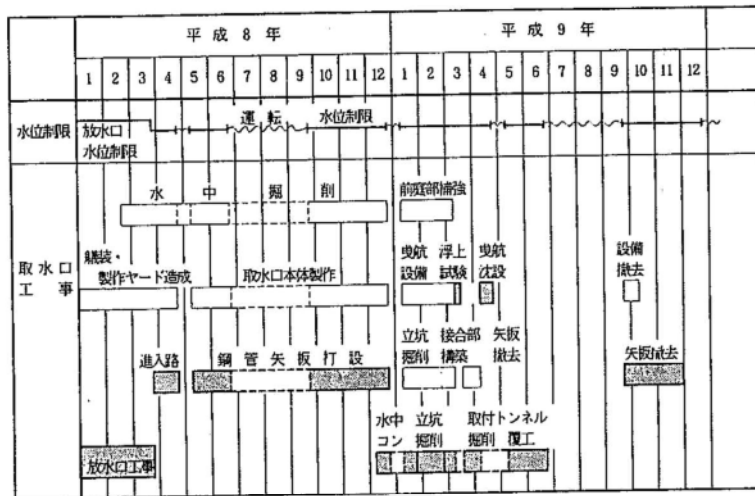 平成8年 平成9年
1 2 3 4 5 6 7 8 9 10 11 12 1 2 3 4 5 6 7 8 9 10 11 12
水位制限 放水口 運転 水位制限
水位制限
水中掘削 前庭部補強
艤装・ 曳航 浮上 曳航 設備
製作ヤード造成 取水口本体製作 設備 試験 沈設 撤去
取水口
工事
立坑 接合部 矢板
進入路 鋼管矢板打設 掘削 構築 撤去 矢板撤去
水中 立坑 取付トンネル
コン 掘削 掘削 覆工
放水口工事